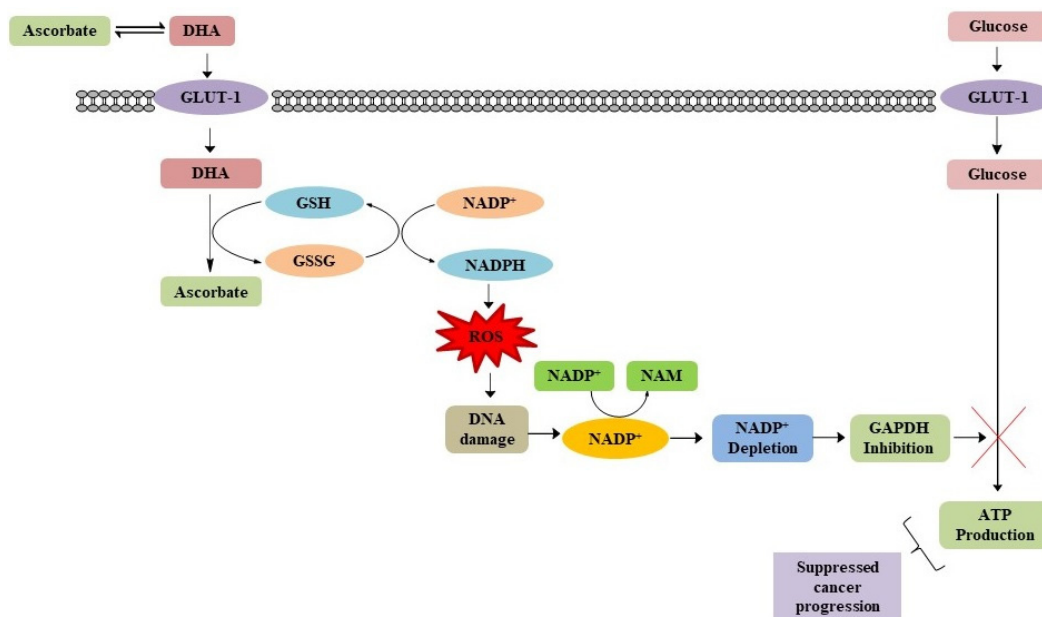 Ascorbate
DHA
Glucose
GLUT-1
GLUT-1
DHA
Glucose
GSH
NADP⁺
GSSG
NADPH
Ascorbate
ROS
NADP⁺
NAM
DNA
damage
NADP⁺
NADP⁺
Depletion
GAPDH
Inhibition
ATP
Production
Suppressed
cancer
progression